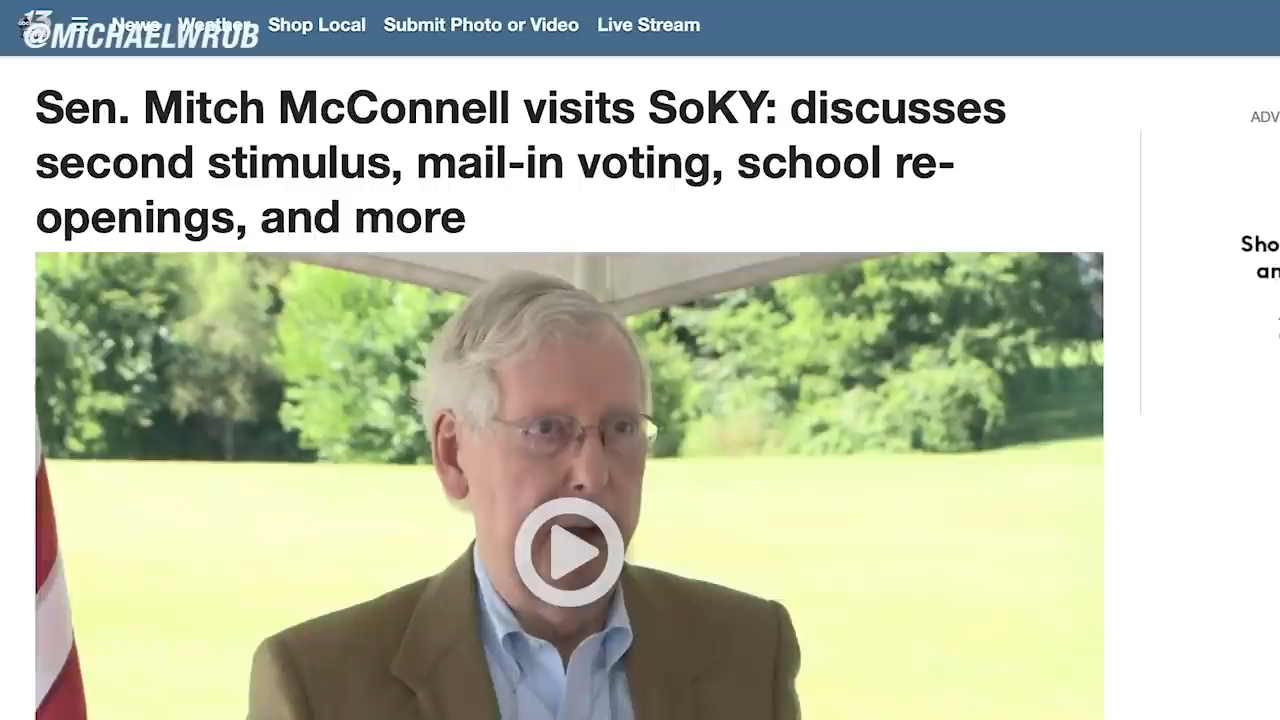 13
News Weather Shop Local Submit Photo or Video Live Stream
@MICHAELWRUB
Sen. Mitch McConnell visits SoKY: discusses
second stimulus, mail-in voting, school re-
openings, and more
ADV
Sho
an